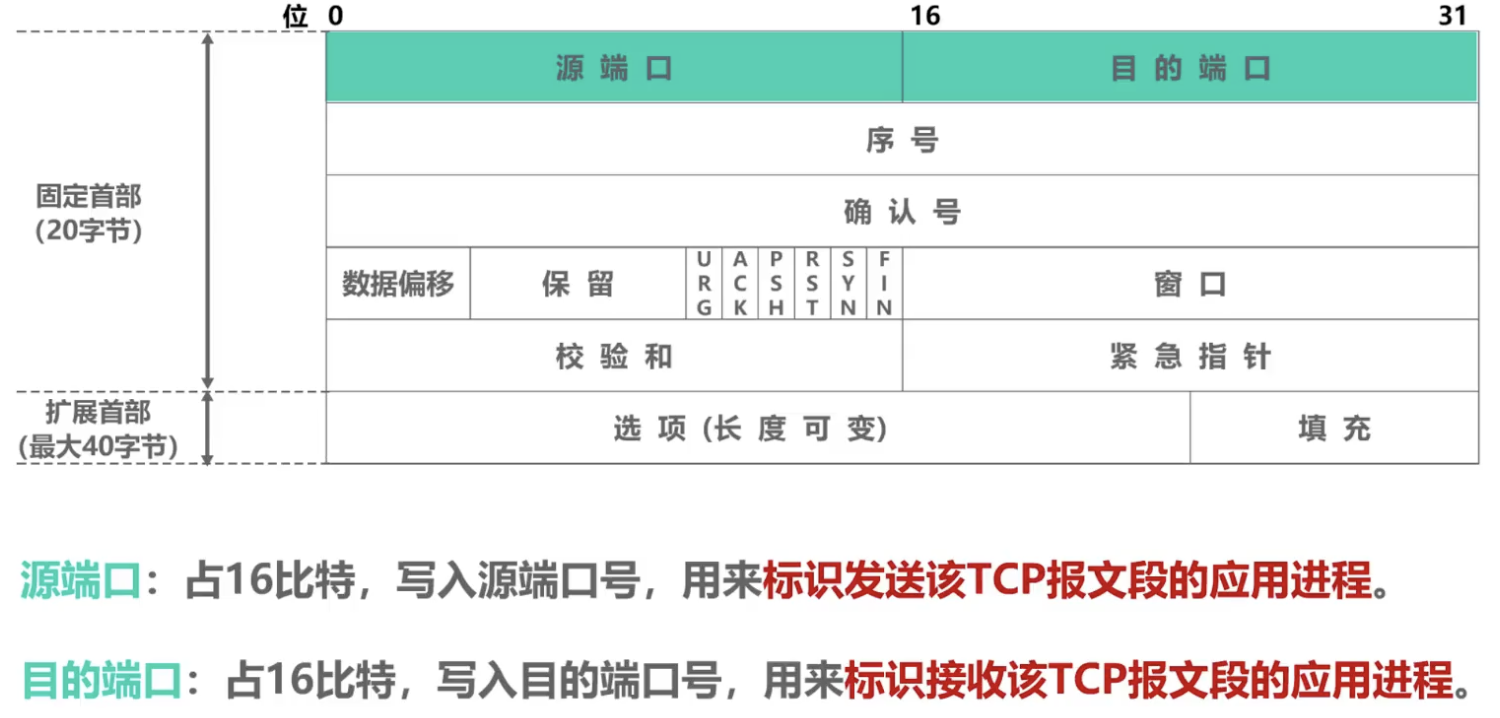 位 0 16 31
源 端 口 目 的 端 口
序 号
固定首部
(20字节)
确 认 号
数据偏移 保 留 URG ACK PSH RST SYN FIN 窗 口
校 验 和 紧 急 指 针
扩展首部
(最大40字节)
选 项 (长 度 可 变) 填 充
源端口：占16比特，写入源端口号，用来标识发送该TCP报文段的应用进程。
目的端口：占16比特，写入目的端口号，用来标识接收该TCP报文段的应用进程。